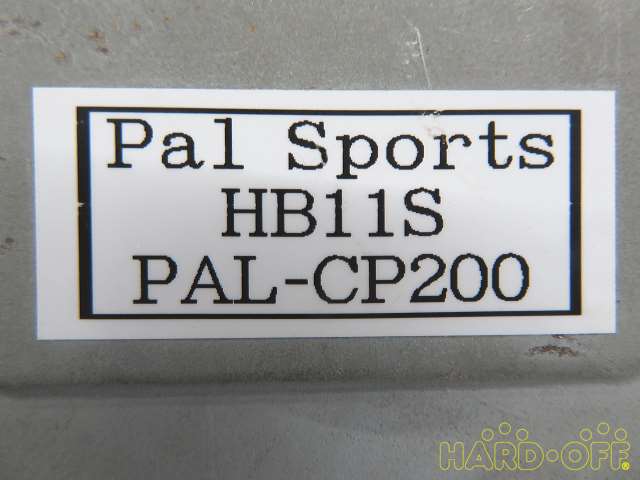 Pal Sports
HB11S
PAL-CP200
HARD-OFF®